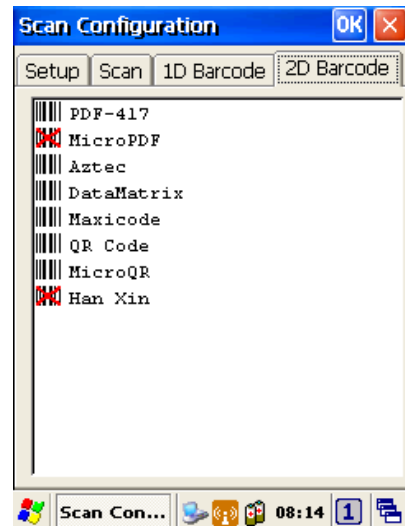 Scan Configuration OK
Setup Scan 1D Barcode 2D Barcode
PDF-417
MicroPDF
Aztec
DataMatrix
Maxicode
QR Code
MicroQR
Han Xin
Scan Con... 08:14 1